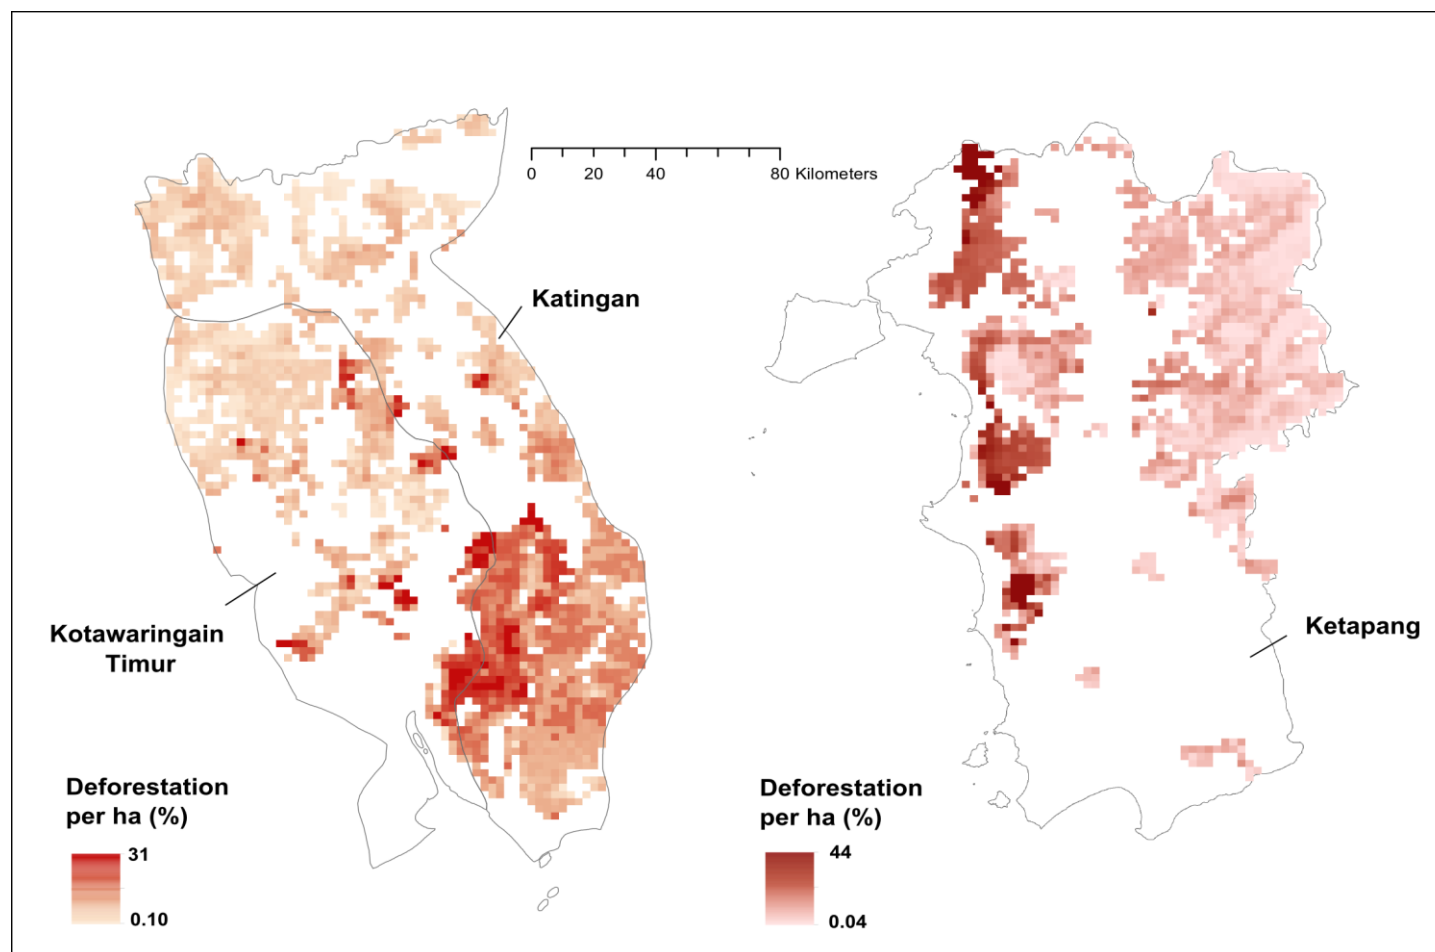 0 20 40 80 Kilometers
Katingan
Kotawaringain
Timur
Ketapang
Deforestation
per ha (%)
31
0.10
Deforestation
per ha (%)
44
0.04